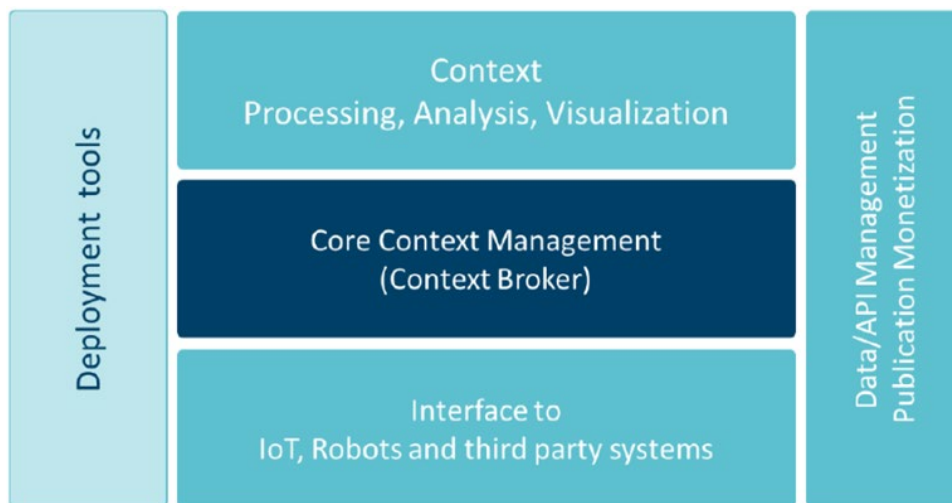 Deployment tools
Context
Processing, Analysis, Visualization
Core Context Management
(Context Broker)
Interface to
IoT, Robots and third party systems
Data/API Management
Publication Monetization